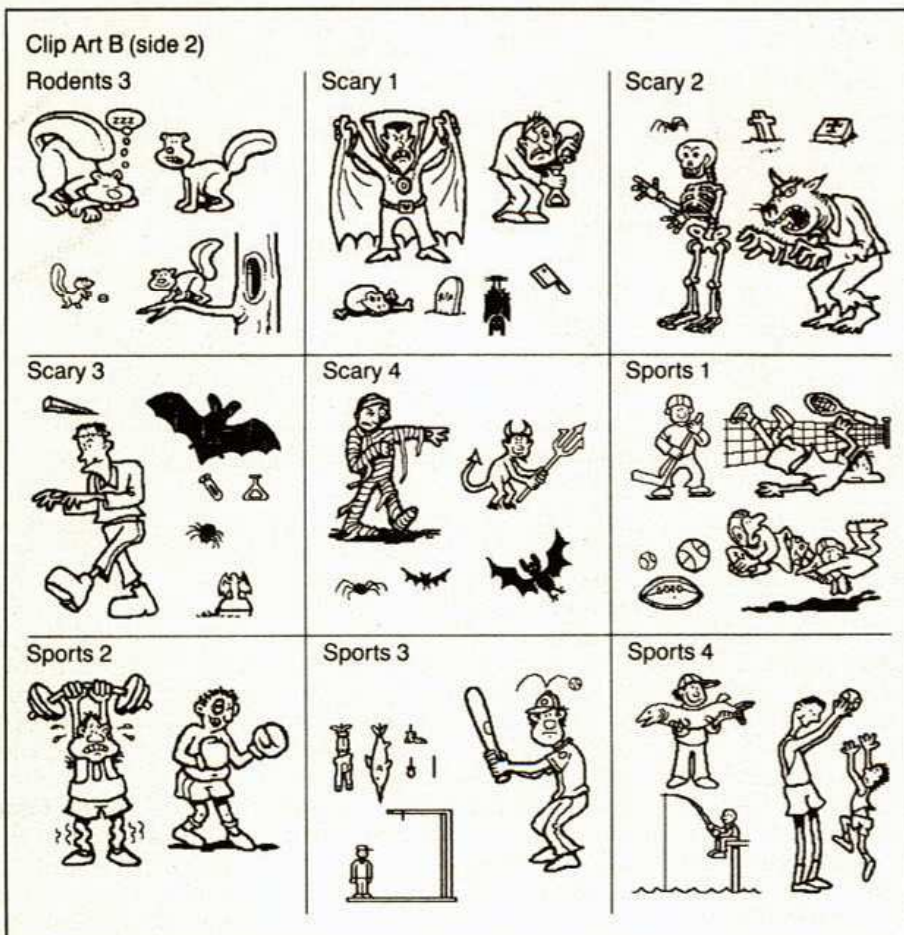 Clip Art B (side 2)
Rodents 3
Scary 1
Scary 2
zzz
Scary 3
Scary 4
Sports 1
Sports 2
Sports 3
Sports 4